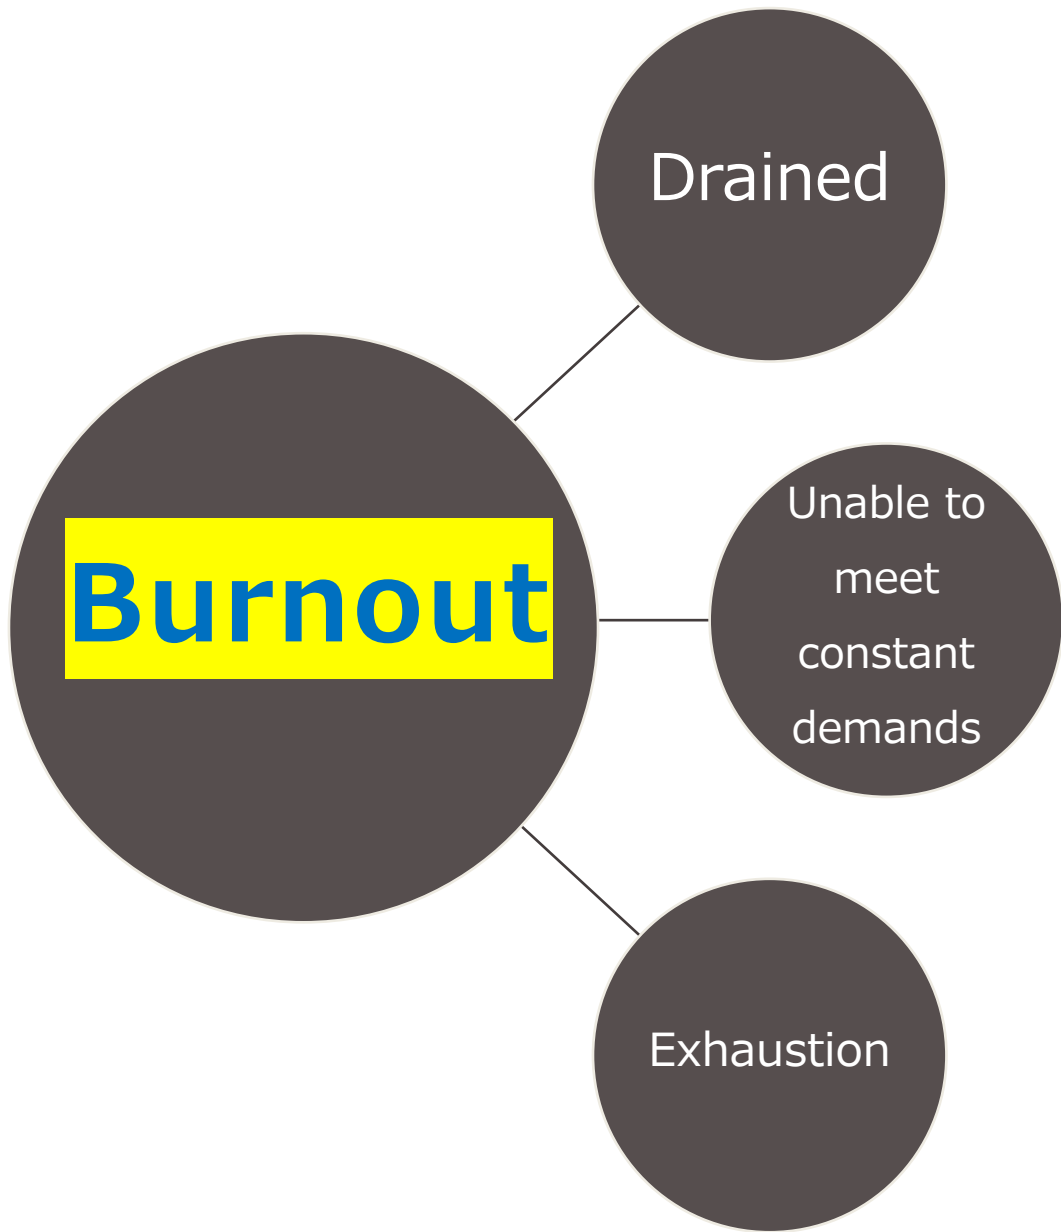 Burnout
Drained
Unable to
meet
constant
demands
Exhaustion